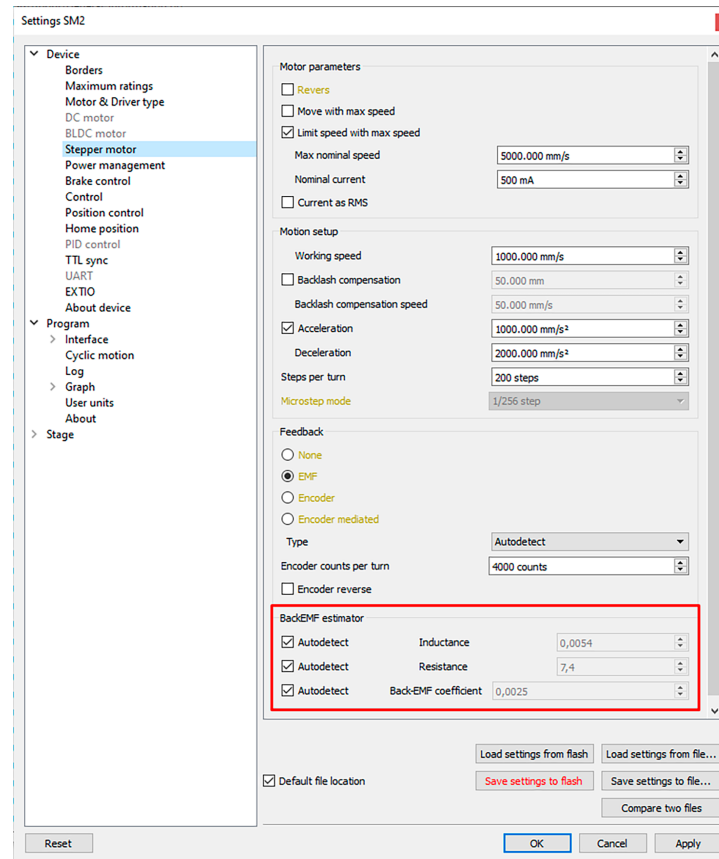 Settings SM2
Device
Borders
Maximum ratings
Motor & Driver type
DC motor
BLDC motor
Stepper motor
Power management
Brake control
Control
Position control
Home position
PID control
TTL sync
UART
EXTIO
About device
Program
Interface
Cyclic motion
Log
Graph
User units
About
Stage
Motor parameters
Revers
Move with max speed
Limit speed with max speed
Max nominal speed 5000.000 mm/s
Nominal current 500 mA
Current as RMS
Motion setup
Working speed 1000.000 mm/s
Backlash compensation 50.000 mm
Backlash compensation speed 50.000 mm/s
Acceleration 1000.000 mm/s²
Deceleration 2000.000 mm/s²
Steps per turn 200 steps
Microstep mode 1/256 step
Feedback
None
EMF
Encoder
Encoder mediated
Type Autodetect
Encoder counts per turn 4000 counts
Encoder reverse
BackEMF estimator
Autodetect Inductance 0,0054
Autodetect Resistance 7,4
Autodetect Back-EMF coefficient 0,0025
Load settings from flash Load settings from file...
Default file location Save settings to flash Save settings to file...
Compare two files
Reset OK Cancel Apply